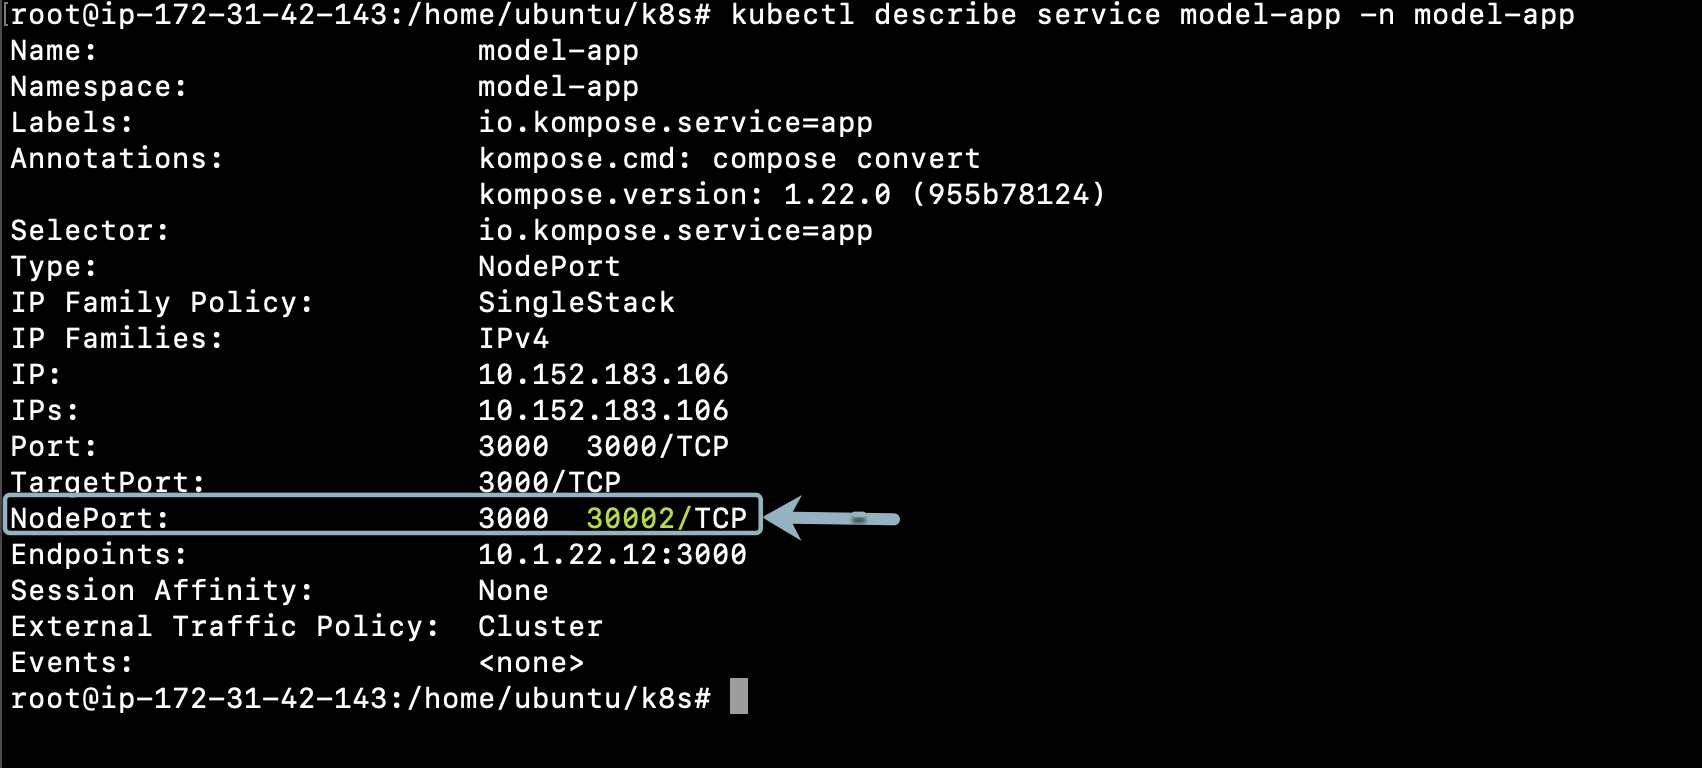 [root@ip-172-31-42-143:/home/ubuntu/k8s# kubectl describe service model-app -n model-app
Name: model-app
Namespace: model-app
Labels: io.kompose.service=app
Annotations: kompose.cmd: compose convert
kompose.version: 1.22.0 (955b78124)
Selector: io.kompose.service=app
Type: NodePort
IP Family Policy: SingleStack
IP Families: IPv4
IP: 10.152.183.106
IPs: 10.152.183.106
Port: 3000 3000/TCP
TargetPort: 3000/TCP
NodePort: 3000 30002/TCP
Endpoints: 10.1.22.12:3000
Session Affinity: None
External Traffic Policy: Cluster
Events: <none>
root@ip-172-31-42-143:/home/ubuntu/k8s#